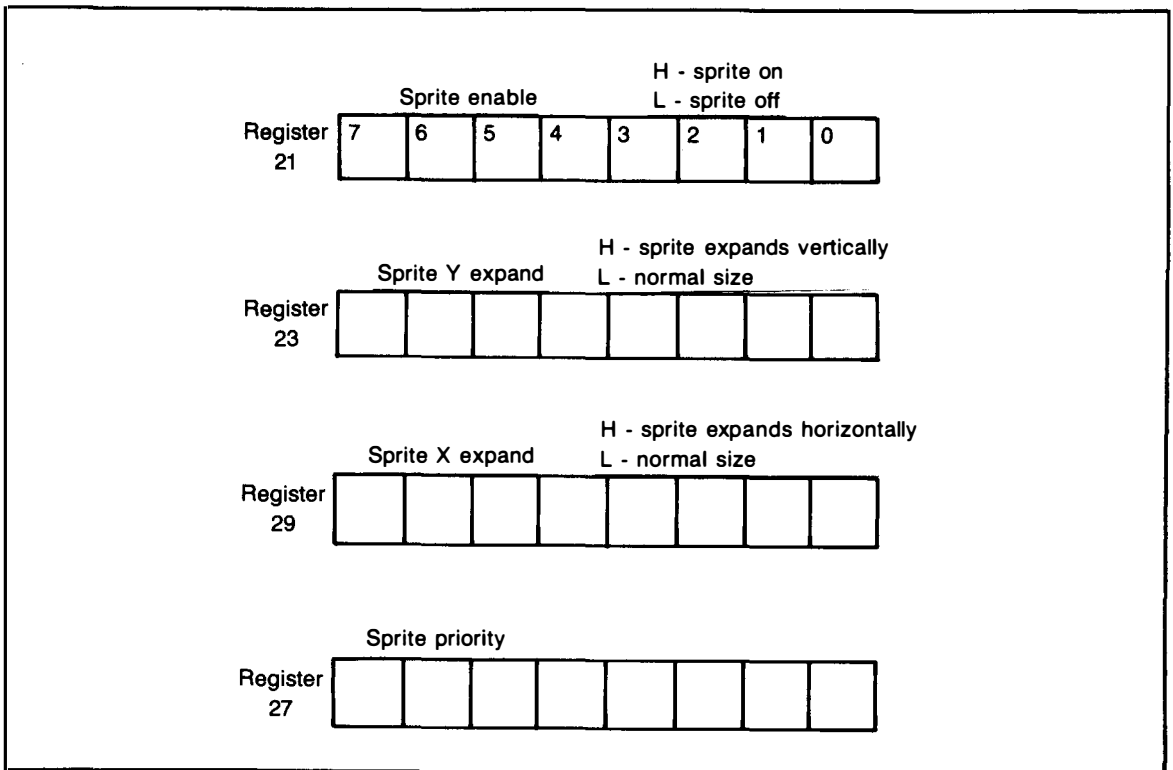 H - sprite on
Sprite enable L - sprite off
Register 21
7 6 5 4 3 2 1 0
H - sprite expands vertically
Sprite Y expand L - normal size
Register
23
H - sprite expands horizontally
Sprite X expand L - normal size
Register
29
Sprite priority
Register
27